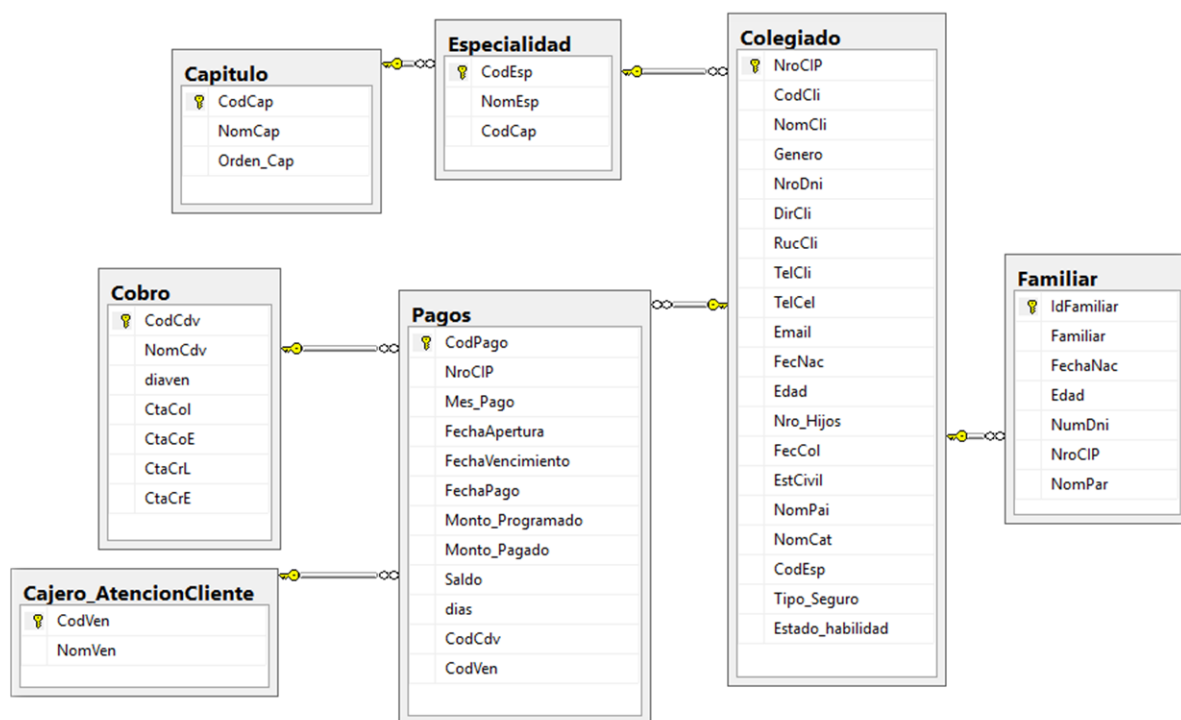 Capitulo
CodCap
NomCap
Orden_Cap
Especialidad
CodEsp
NomEsp
CodCap
Colegiado
NroCIP
CodCli
NomCli
Genero
NroDni
DirCli
RucCli
TelCli
TelCel
Email
FecNac
Edad
Nro_Hijos
FecCol
EstCivil
NomPai
NomCat
CodEsp
Tipo_Seguro
Estado_habilidad
Cobro
CodCdv
NomCdv
diaven
CtaCol
CtaCoE
CtaCrL
CtaCrE
Pagos
CodPago
NroCIP
Mes_Pago
FechaApertura
FechaVencimiento
FechaPago
Monto_Programado
Monto_Pagado
Saldo
dias
CodCdv
CodVen
Familiar
IdFamiliar
Familiar
FechaNac
Edad
NumDni
NroCIP
NomPar
Cajero_AtencionCliente
CodVen
NomVen